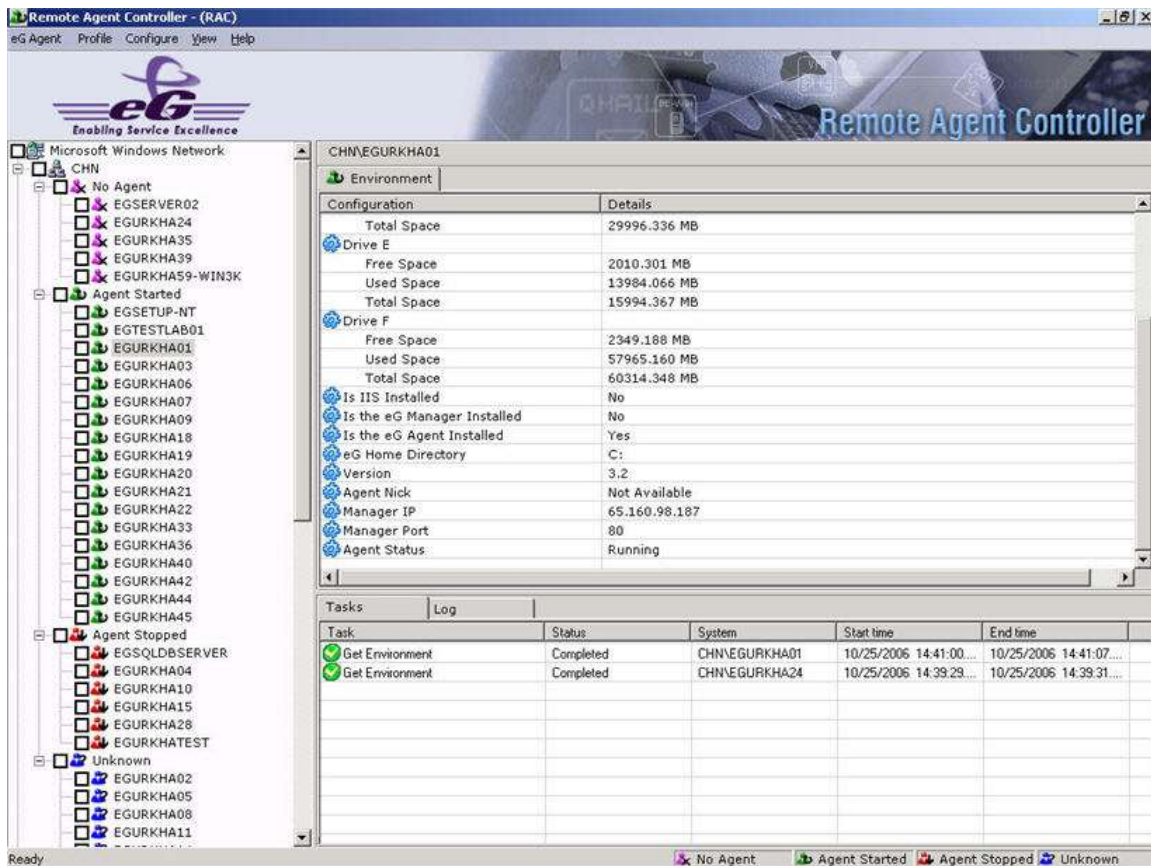 Remote Agent Controller - (RAC)
eG Agent Profile Configure View Help
eG
Enabling Service Excellence
Remote Agent Controller
Microsoft Windows Network
CHN
No Agent
EGSERVER02
EGURKHA24
EGURKHA35
EGURKHA39
EGURKHA59-WIN3K
Agent Started
EGSETUP-NT
EGTESTLAB01
EGURKHA01
EGURKHA03
EGURKHA06
EGURKHA07
EGURKHA09
EGURKHA18
EGURKHA19
EGURKHA20
EGURKHA21
EGURKHA22
EGURKHA33
EGURKHA36
EGURKHA40
EGURKHA42
EGURKHA44
EGURKHA45
Agent Stopped
EGSQLDBSERVER
EGURKHA04
EGURKHA10
EGURKHA15
EGURKHA28
EGURKHATEST
Unknown
EGURKHA02
EGURKHA05
EGURKHA08
EGURKHA11
CHN\EGURKHA01
Environment
Configuration Details
Total Space 29996.336 MB
Drive E
Free Space 2010.301 MB
Used Space 13984.066 MB
Total Space 15994.367 MB
Drive F
Free Space 2349.188 MB
Used Space 57965.160 MB
Total Space 60314.348 MB
Is IIS Installed No
Is the eG Manager Installed No
Is the eG Agent Installed Yes
eG Home Directory C:
Version 3.2
Agent Nick Not Available
Manager IP 65.160.98.187
Manager Port 80
Agent Status Running
Tasks Log
Task Status System Start time End time
Get Environment Completed CHN\EGURKHA01 10/25/2006 14:41:00.... 10/25/2006 14:41:07....
Get Environment Completed CHN\EGURKHA24 10/25/2006 14:39:29.... 10/25/2006 14:39:31....
Ready No Agent Agent Started Agent Stopped Unknown